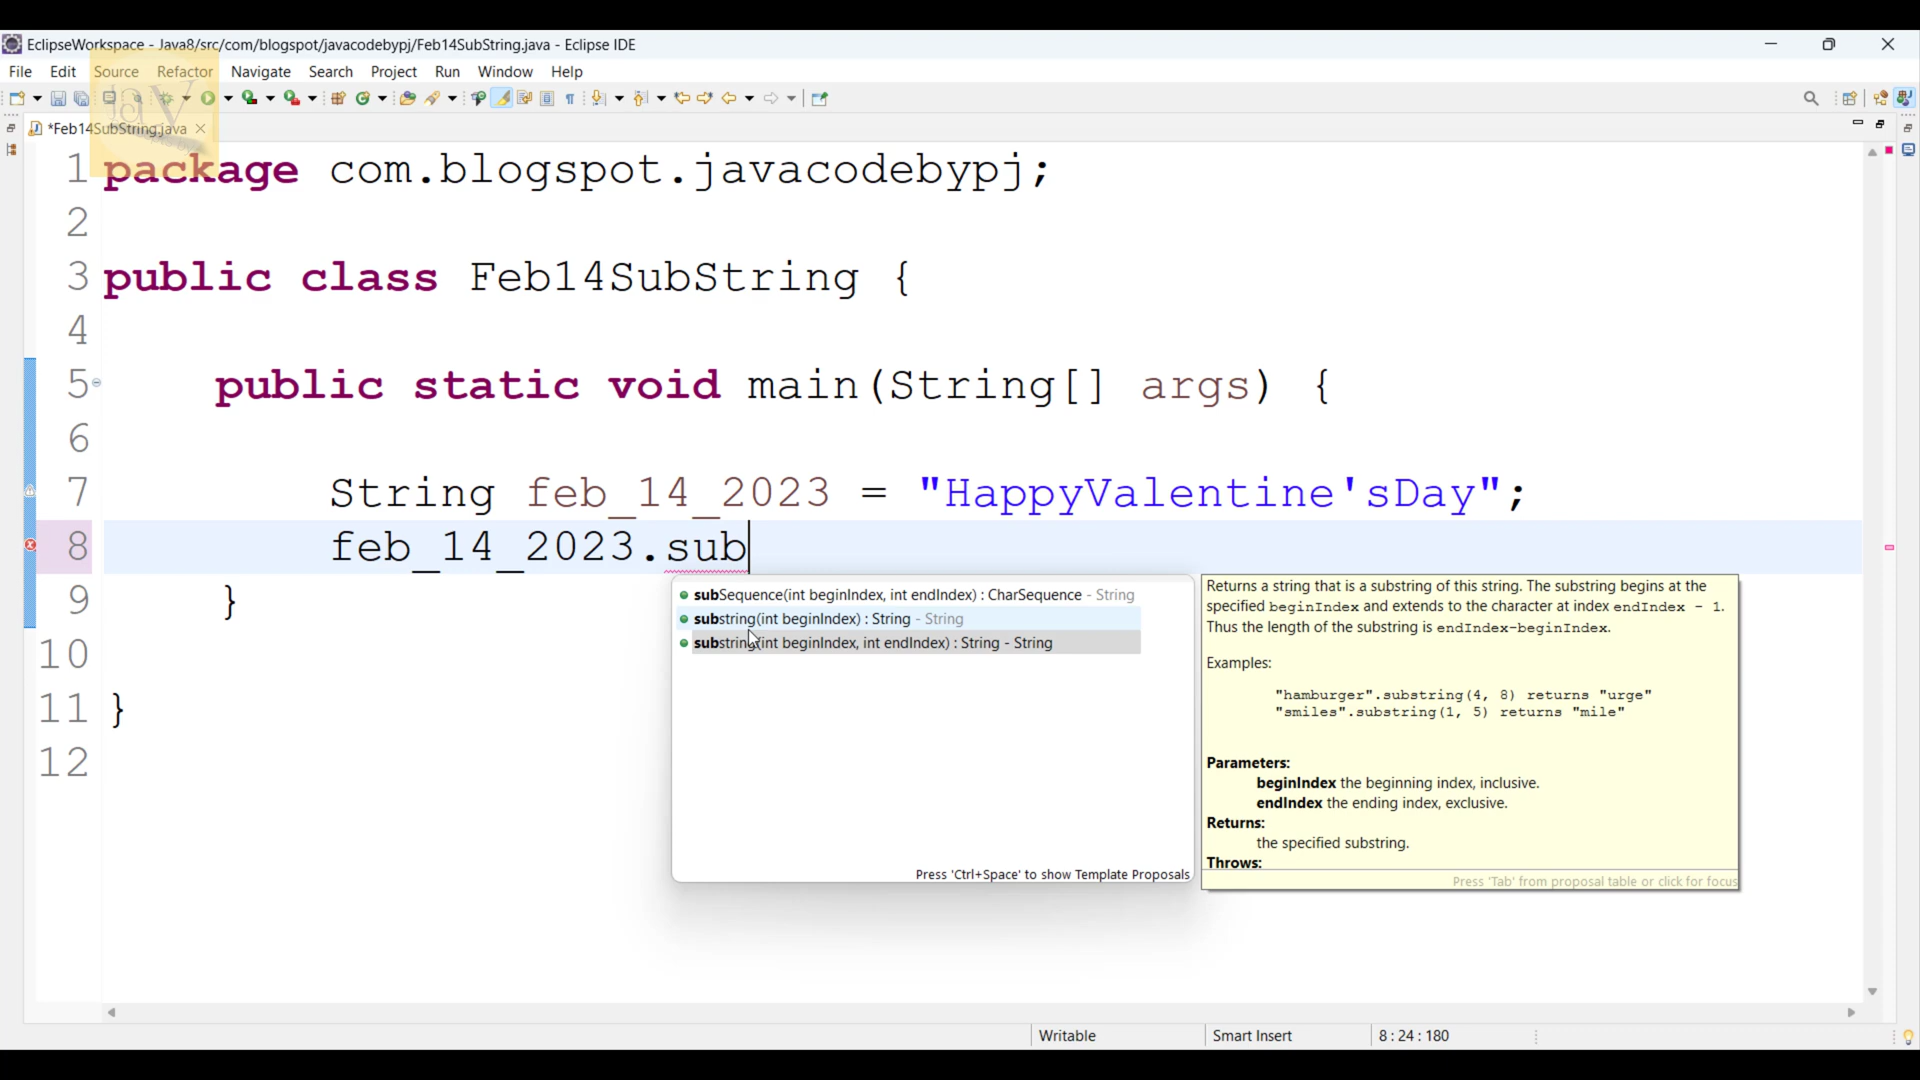 EclipseWorkspace - Java8/src/com/blogspot/javacodebypj/Feb14SubString.java - Eclipse IDE
File Edit Source Refactor Navigate Search Project Run Window Help
*Feb14SubString.java
1 package com.blogspot.javacodebypj;
2
3 public class Feb14SubString {
4
5 public static void main(String[] args) {
6
7 String feb_14_2023 = "HappyValentine'sDay";
8 feb_14_2023.sub
9 }
10
11 }
12
subSequence(int beginIndex, int endIndex) : CharSequence - String
substring(int beginIndex) : String - String
substring(int beginIndex, int endIndex) : String - String
Press 'Ctrl+Space' to show Template Proposals
Returns a string that is a substring of this string. The substring begins at the
specified beginIndex and extends to the character at index endIndex - 1.
Thus the length of the substring is endIndex-beginIndex.
Examples:
"hamburger".substring(4, 8) returns "urge"
"smiles".substring(1, 5) returns "mile"
Parameters:
beginIndex the beginning index, inclusive.
endIndex the ending index, exclusive.
Returns:
the specified substring.
Throws:
Press 'Tab' from proposal table or click for focus
Writable Smart Insert 8 : 24 : 180